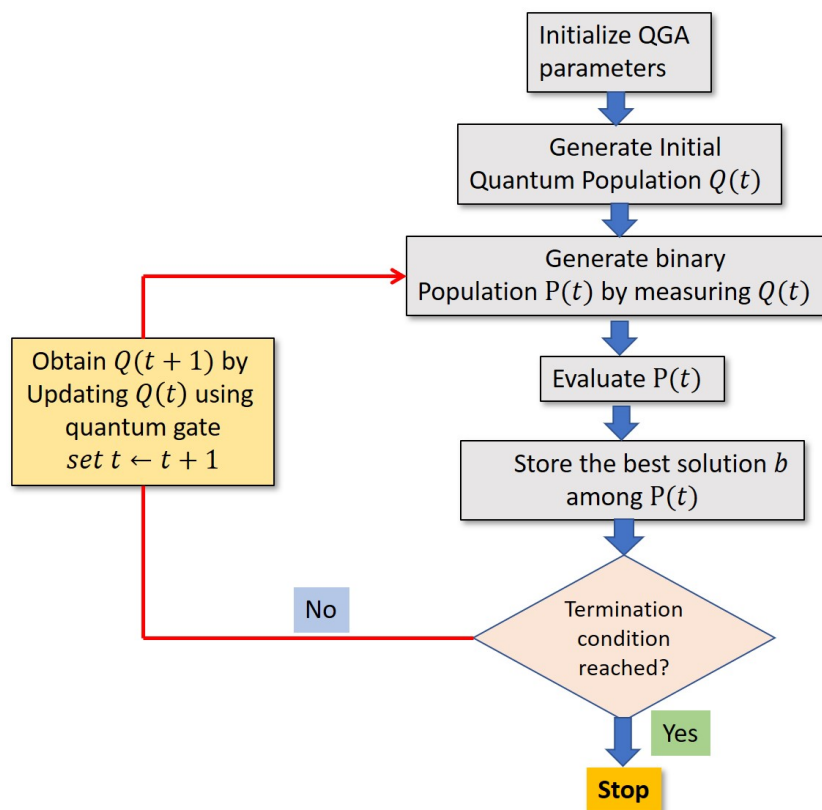 Initialize QGA
parameters
Generate Initial
Quantum Population Q(t)
Generate binary
Population P(t) by measuring Q(t)
Evaluate P(t)
Store the best solution b
among P(t)
Termination
condition
reached?
No
Obtain Q(t + 1) by
Updating Q(t) using
quantum gate
set t ← t + 1
Yes
Stop